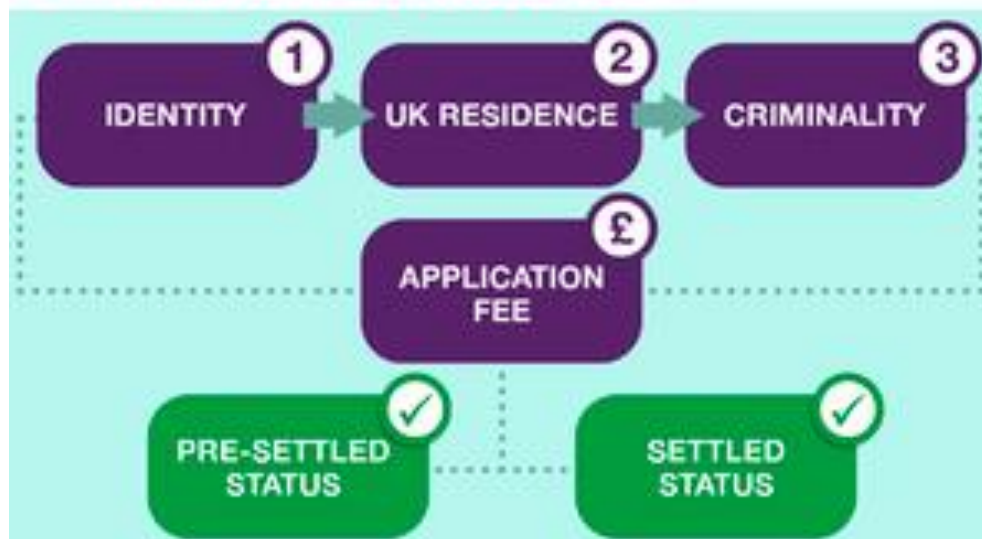 1
IDENTITY
2
UK RESIDENCE
3
CRIMINALITY
£
APPLICATION
FEE
PRE-SETTLED
STATUS
SETTLED
STATUS